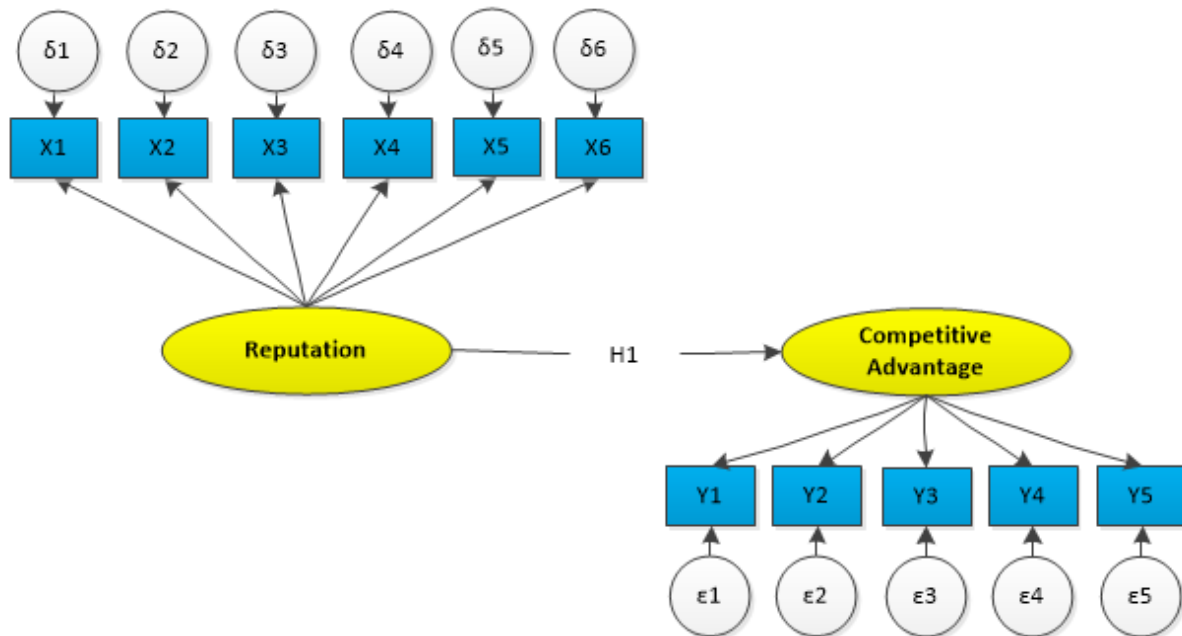 δ1 δ2 δ3 δ4 δ5 δ6
X1 X2 X3 X4 X5 X6
Reputation
H1
Competitive
Advantage
Y1 Y2 Y3 Y4 Y5
ε1 ε2 ε3 ε4 ε5